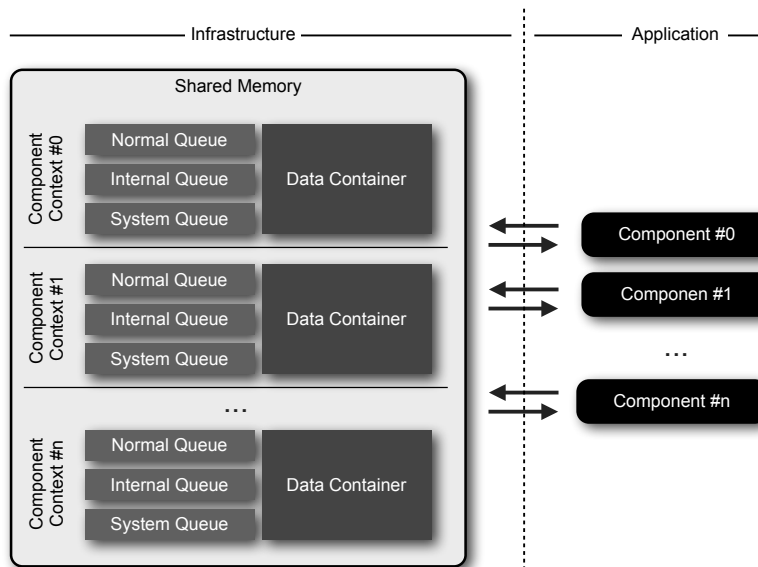 Infrastructure
Application
Shared Memory
Component
Context #0
Normal Queue
Internal Queue
System Queue
Data Container
Component
Context #1
Normal Queue
Internal Queue
System Queue
Data Container
...
Component
Context #n
Normal Queue
Internal Queue
System Queue
Data Container
Component #0
Componen #1
...
Component #n